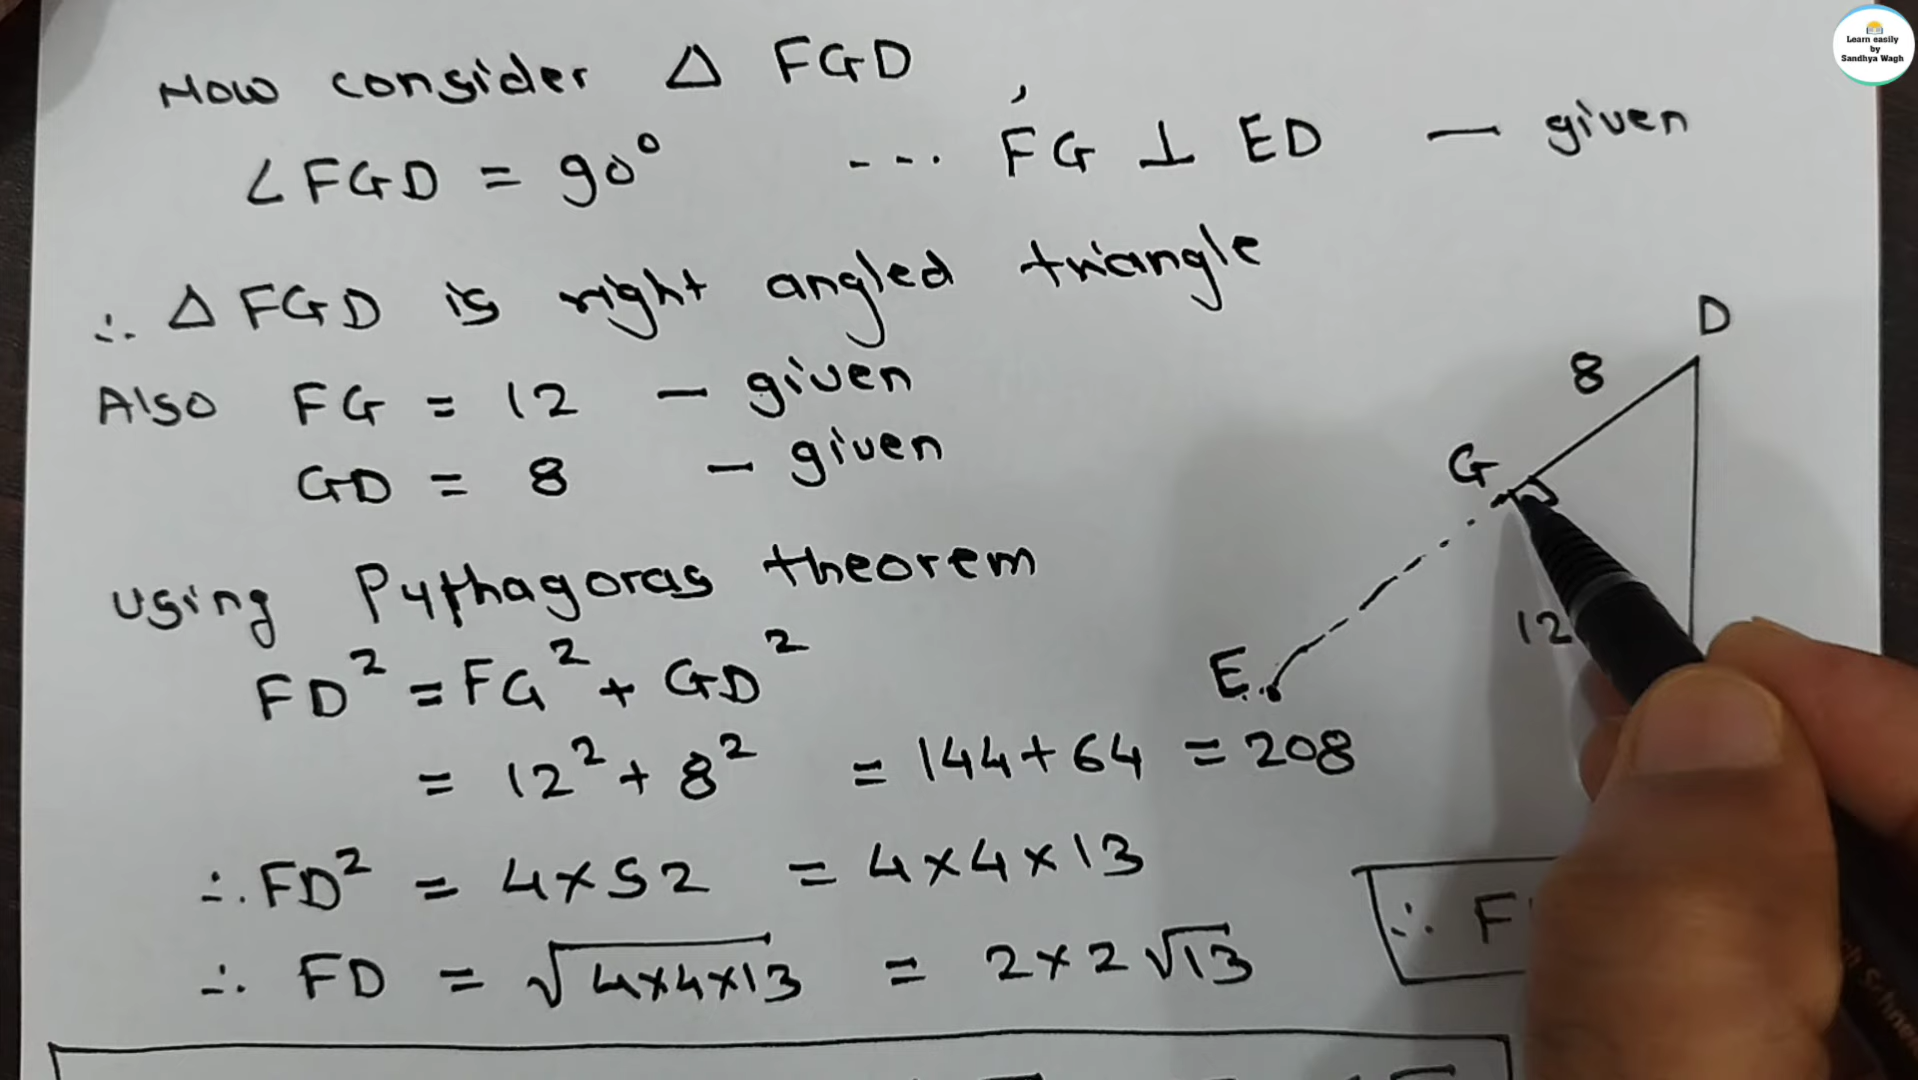 Now consider △ FGD,
∠FGD = 90° --- FG ⊥ ED — given
∴ △ FGD is right angled triangle
Also FG = 12 — given
GD = 8 — given
using Pythagoras theorem
FD² = FG² + GD²
= 12² + 8² = 144+64 = 208
∴ FD² = 4×52 = 4×4×13
∴ FD = √4×4×13 = 2×2√13
∴ F
D
8
G
12
E
Learn easily
by
Sandhya Wagh